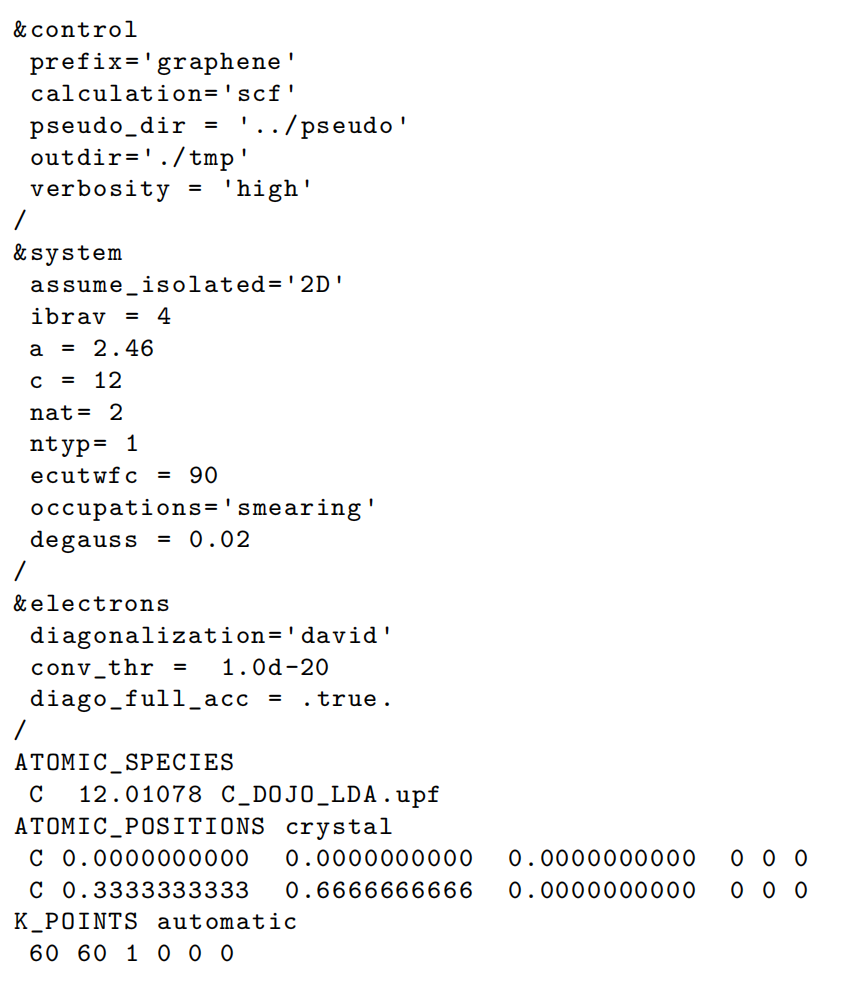 &control
 prefix='graphene'
 calculation='scf'
 pseudo_dir = '../pseudo'
 outdir='./tmp'
 verbosity = 'high'
/
&system
 assume_isolated='2D'
 ibrav = 4
 a = 2.46
 c = 12
 nat= 2
 ntyp= 1
 ecutwfc = 90
 occupations='smearing'
 degauss = 0.02
/
&electrons
 diagonalization='david'
 conv_thr =  1.0d-20
 diago_full_acc = .true.
/
ATOMIC_SPECIES
 C  12.01078 C_DOJO_LDA.upf
ATOMIC_POSITIONS crystal
 C 0.0000000000  0.0000000000  0.0000000000  0 0 0
 C 0.3333333333  0.6666666666  0.0000000000  0 0 0
K_POINTS automatic
 60 60 1 0 0 0